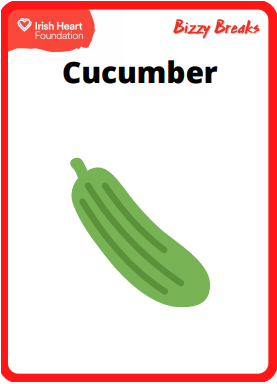 Irish Heart
Foundation
Bizzy Breaks
Cucumber